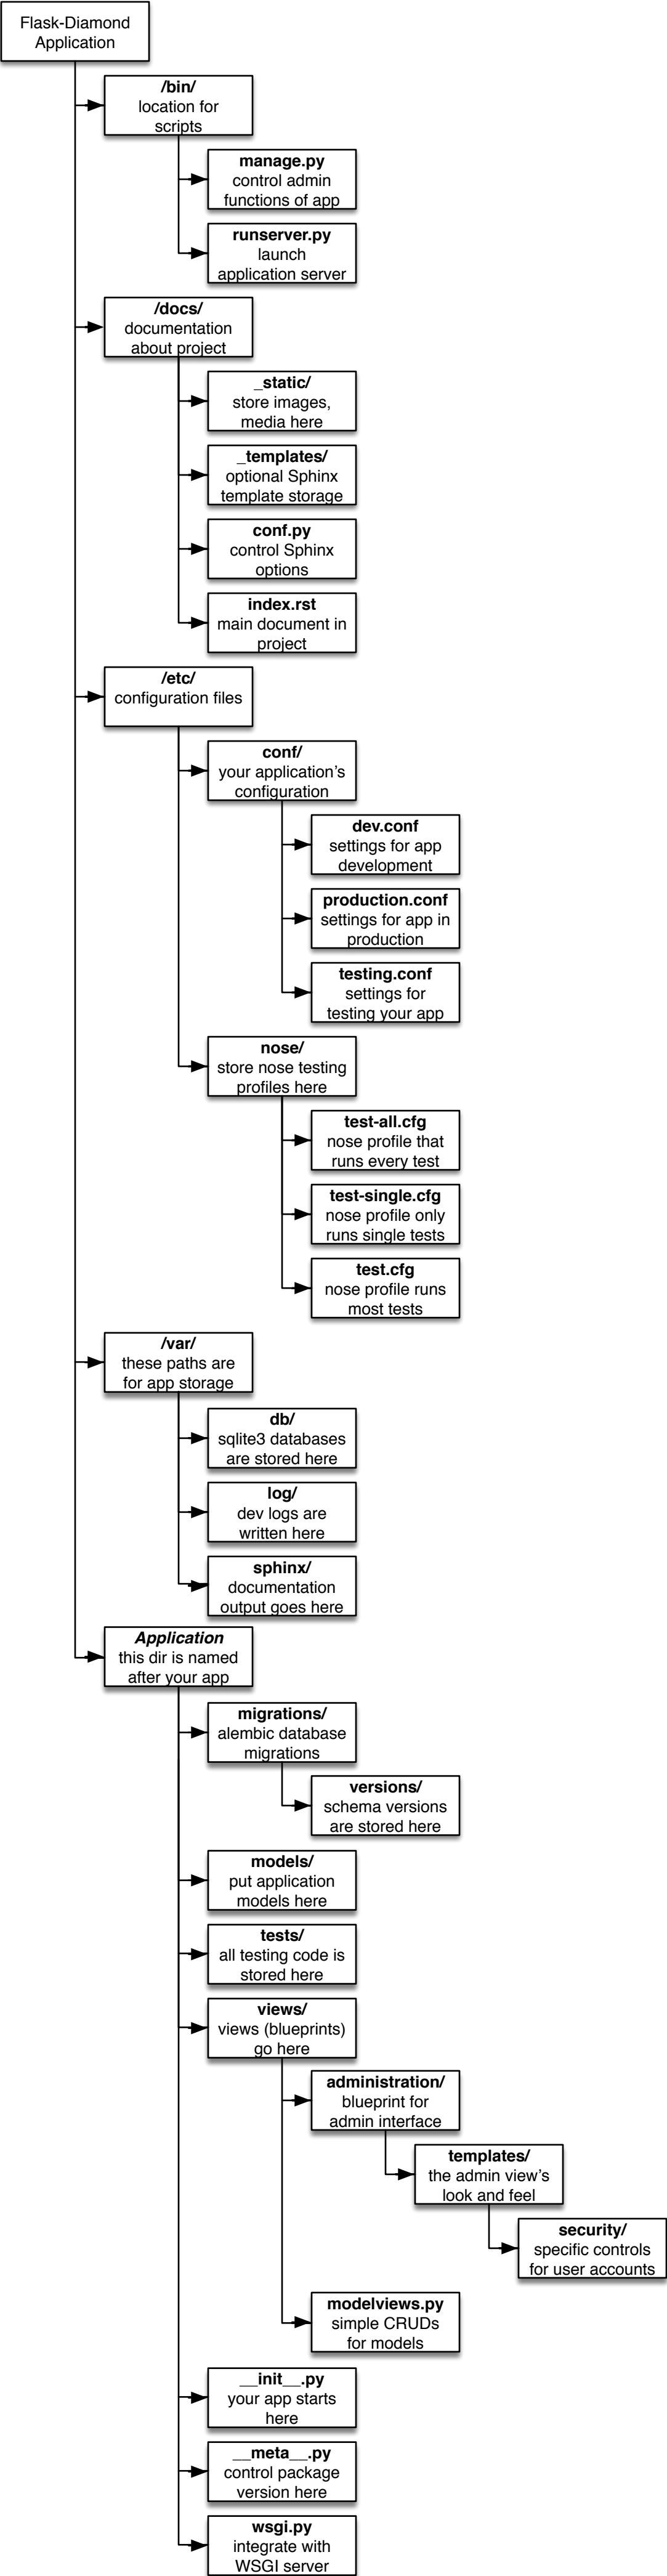 Flask-Diamond
Application
/bin/
location for
scripts
manage.py
control admin
functions of app
runserver.py
launch
application server
/docs/
documentation
about project
_static/
store images,
media here
_templates/
optional Sphinx
template storage
conf.py
control Sphinx
options
index.rst
main document in
project
/etc/
configuration files
conf/
your application’s
configuration
dev.conf
settings for app
development
production.conf
settings for app in
production
testing.conf
settings for
testing your app
nose/
store nose testing
profiles here
test-all.cfg
nose profile that
runs every test
test-single.cfg
nose profile only
runs single tests
test.cfg
nose profile runs
most tests
/var/
these paths are
for app storage
db/
sqlite3 databases
are stored here
log/
dev logs are
written here
sphinx/
documentation
output goes here
Application
this dir is named
after your app
migrations/
alembic database
migrations
versions/
schema versions
are stored here
models/
put application
models here
tests/
all testing code is
stored here
views/
views (blueprints)
go here
administration/
blueprint for
admin interface
templates/
the admin view’s
look and feel
security/
specific controls
for user accounts
modelviews.py
simple CRUDs
for models
__init__.py
your app starts
here
__meta__.py
control package
version here
wsgi.py
integrate with
WSGI server